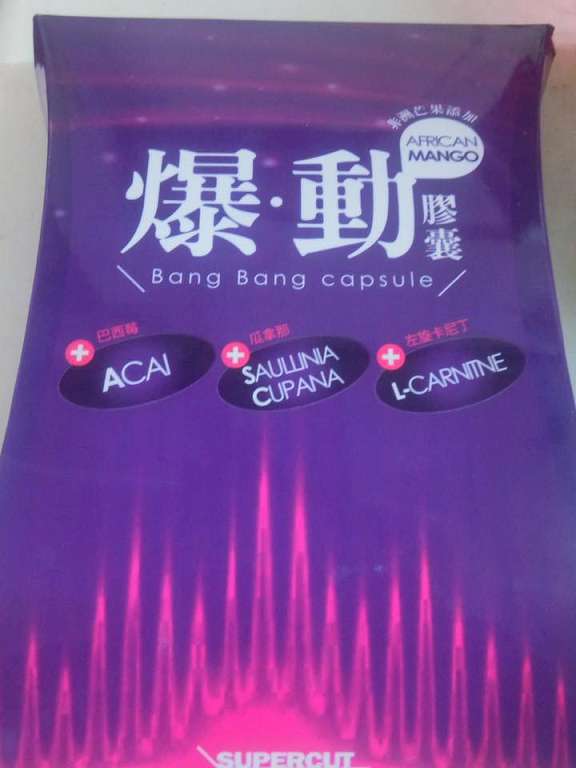 非洲芒果添加
AFRICAN
MANGO
爆·動
膠囊
Bang Bang capsule
巴西莓
ACAI
瓜拿那
SAULLINIA
CUPANA
左旋卡尼丁
L-CARNITNE
SUPERCUT